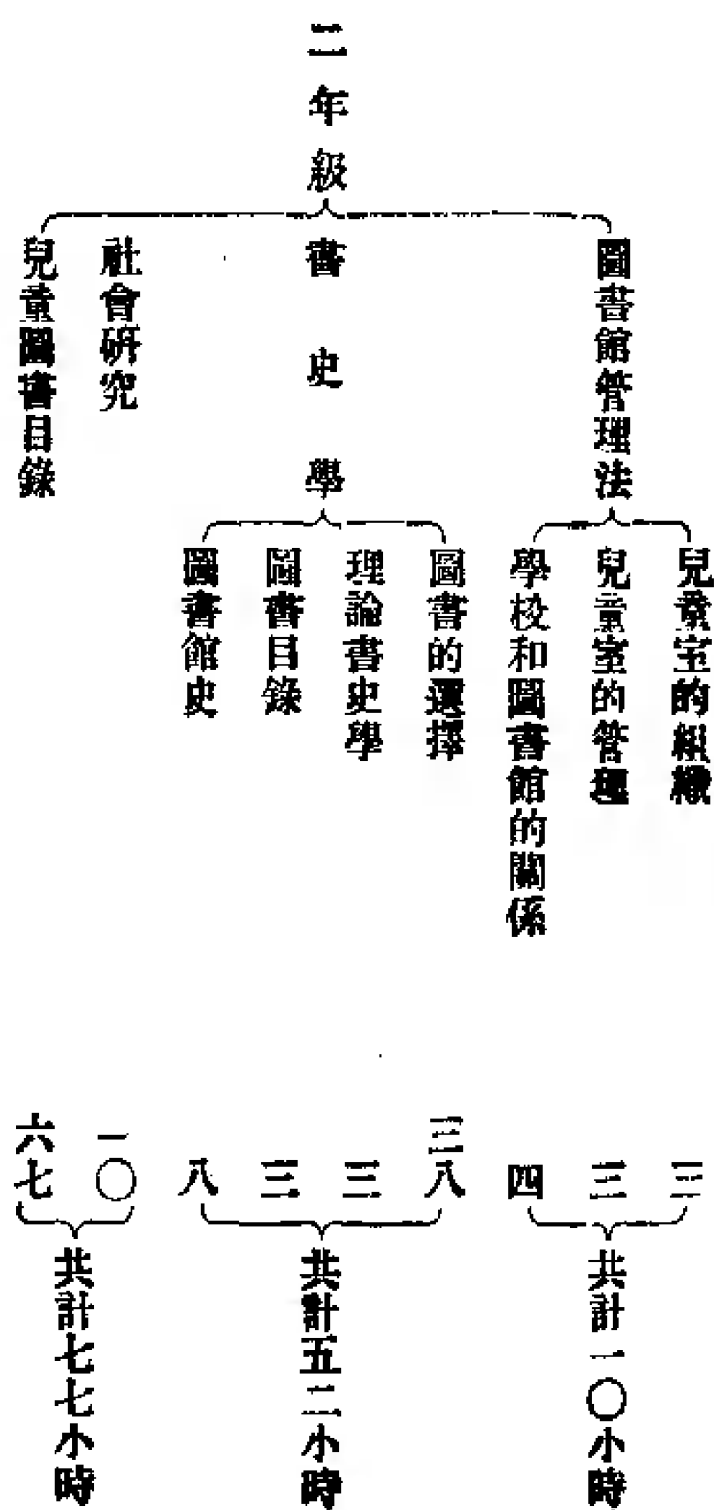 二年級
圖書館管理法
兒童室的組織 三
兒童室的管理 三
學校和圖書館的關係 四
共計一〇小時
書史學
圖書的選擇 三八
理論書史學 三
圖書目錄 三
圖書館史 八
共計五二小時
社會研究 一〇
兒童圖書目錄 六七
共計七七小時